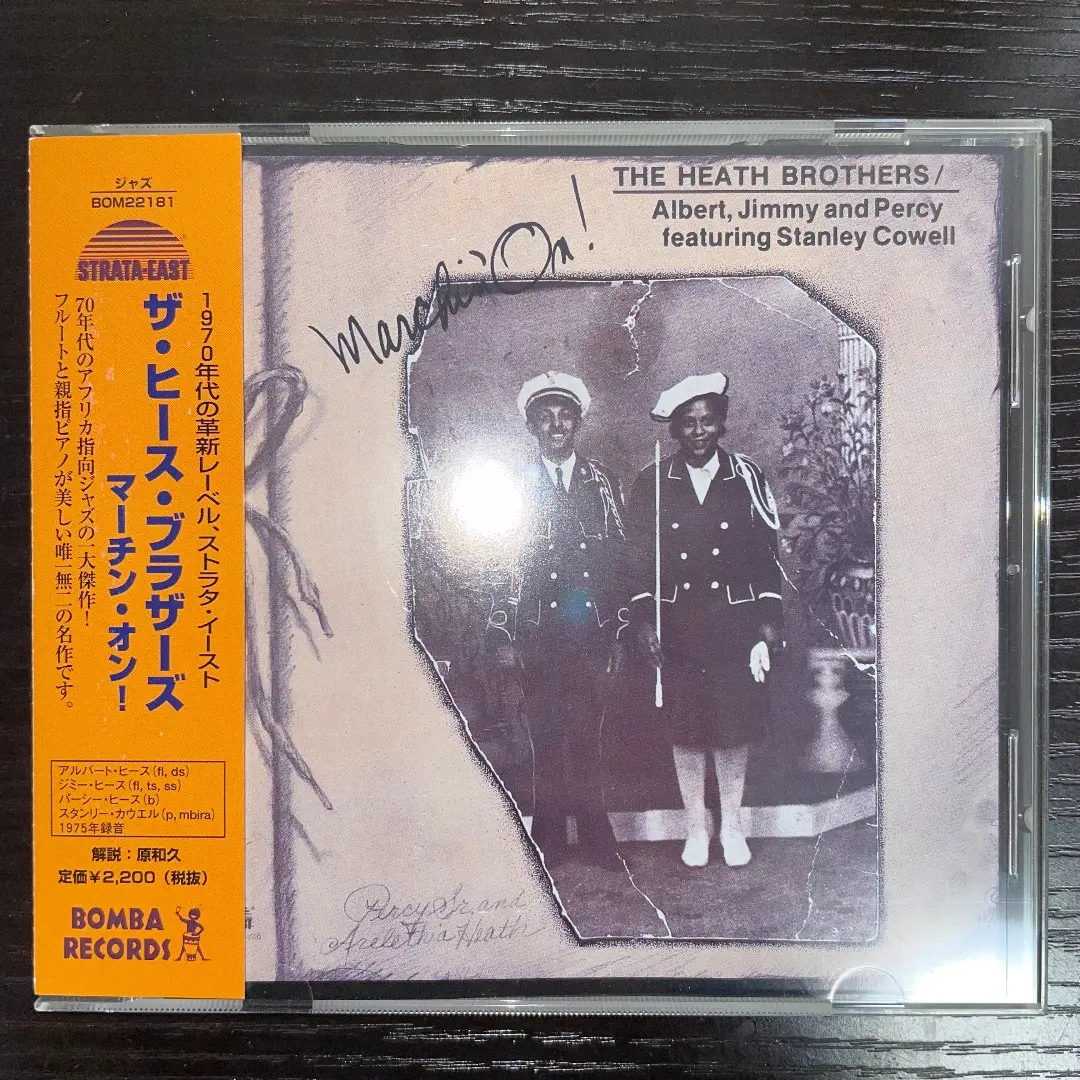 ジャズ
BOM22181
STRATA-EAST
1970年代の革新レーベル、ストラタ・イースト
ザ・ヒース・ブラザーズ
マーチン・オン!
70年代のアフリカ指向ジャズの一大傑作!
フルートと親指ピアノが美しい唯一無二の名作です。
アルバート・ヒース(fl, ds)
ジミー・ヒース(fl, ts, ss)
パーシー・ヒース(b)
スタンリー・カウエル(p, mbira)
1975年録音
解説:原和久
定価¥2,200(税抜)
BOMBA
RECORDS
THE HEATH BROTHERS/
Albert, Jimmy and Percy
featuring Stanley Cowell
Marchin' On!
Percy Sr. and
Arelethia Heath